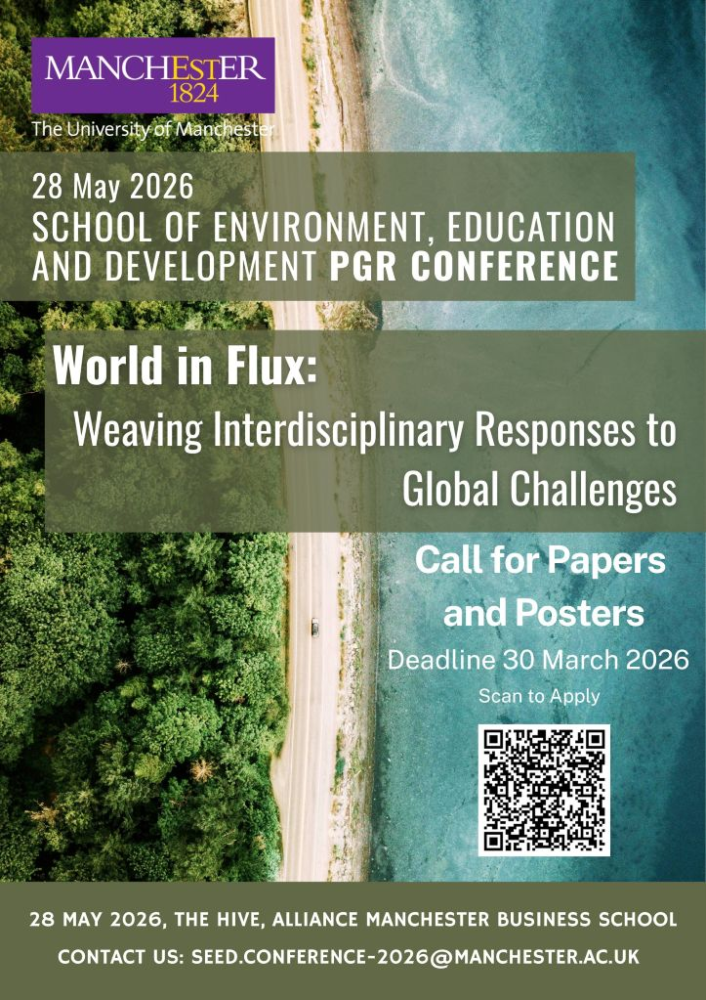 MANCHESTER
1824
The University of Manchester
28 May 2026
SCHOOL OF ENVIRONMENT, EDUCATION
AND DEVELOPMENT PGR CONFERENCE
World in Flux:
Weaving Interdisciplinary Responses to
Global Challenges
Call for Papers
and Posters
Deadline 30 March 2026
Scan to Apply
28 MAY 2026, THE HIVE, ALLIANCE MANCHESTER BUSINESS SCHOOL
CONTACT US: SEED.CONFERENCE-2026@MANCHESTER.AC.UK